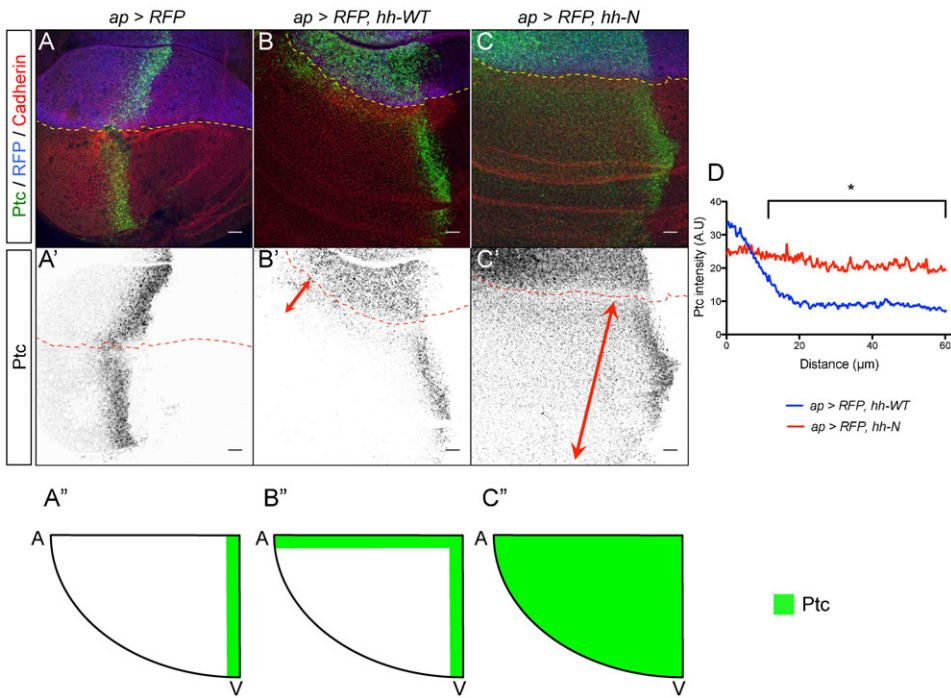 ap > RFP
ap > RFP, hh-WT
ap > RFP, hh-N
Ptc / RFP / Cadherin
A
B
C
Ptc
A'
B'
C'
D
Ptc intensity (A.U)
40
30
20
10
0
0
20
40
60
*
Distance (µm)
ap > RFP, hh-WT
ap > RFP, hh-N
A"
B"
C"
A
V
A
V
A
V
Ptc